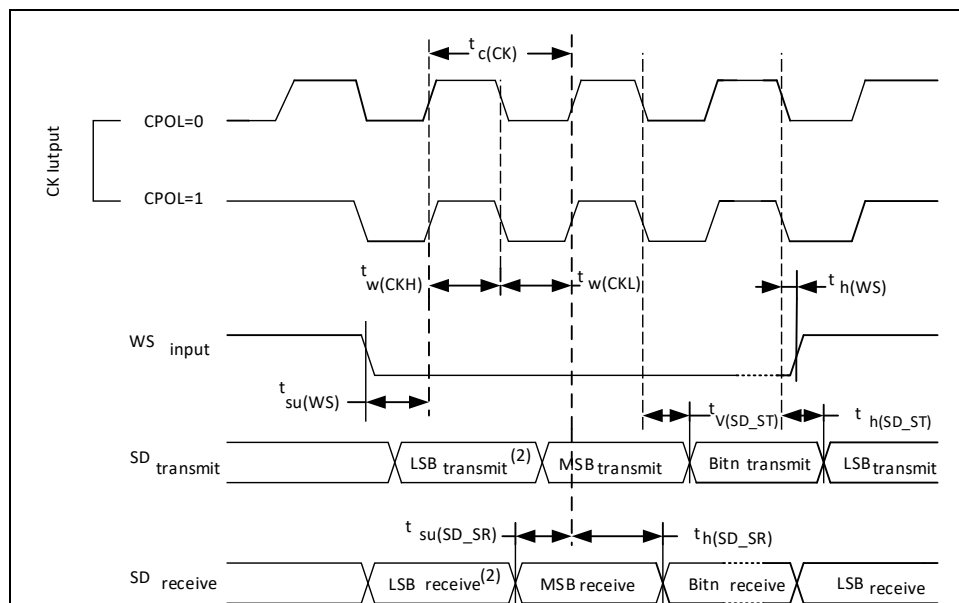 t c(CK)
CK Iutput
CPOL=0
CPOL=1
t w(CKH)
t w(CKL)
t h(WS)
WS input
t su(WS)
t V(SD_ST)
t h(SD_ST)
SD transmit
LSB transmit (2)
MSB transmit
Bitn transmit
LSB transmit
t su(SD_SR)
t h(SD_SR)
SD receive
LSB receive (2)
MSB receive
Bitn receive
LSB receive